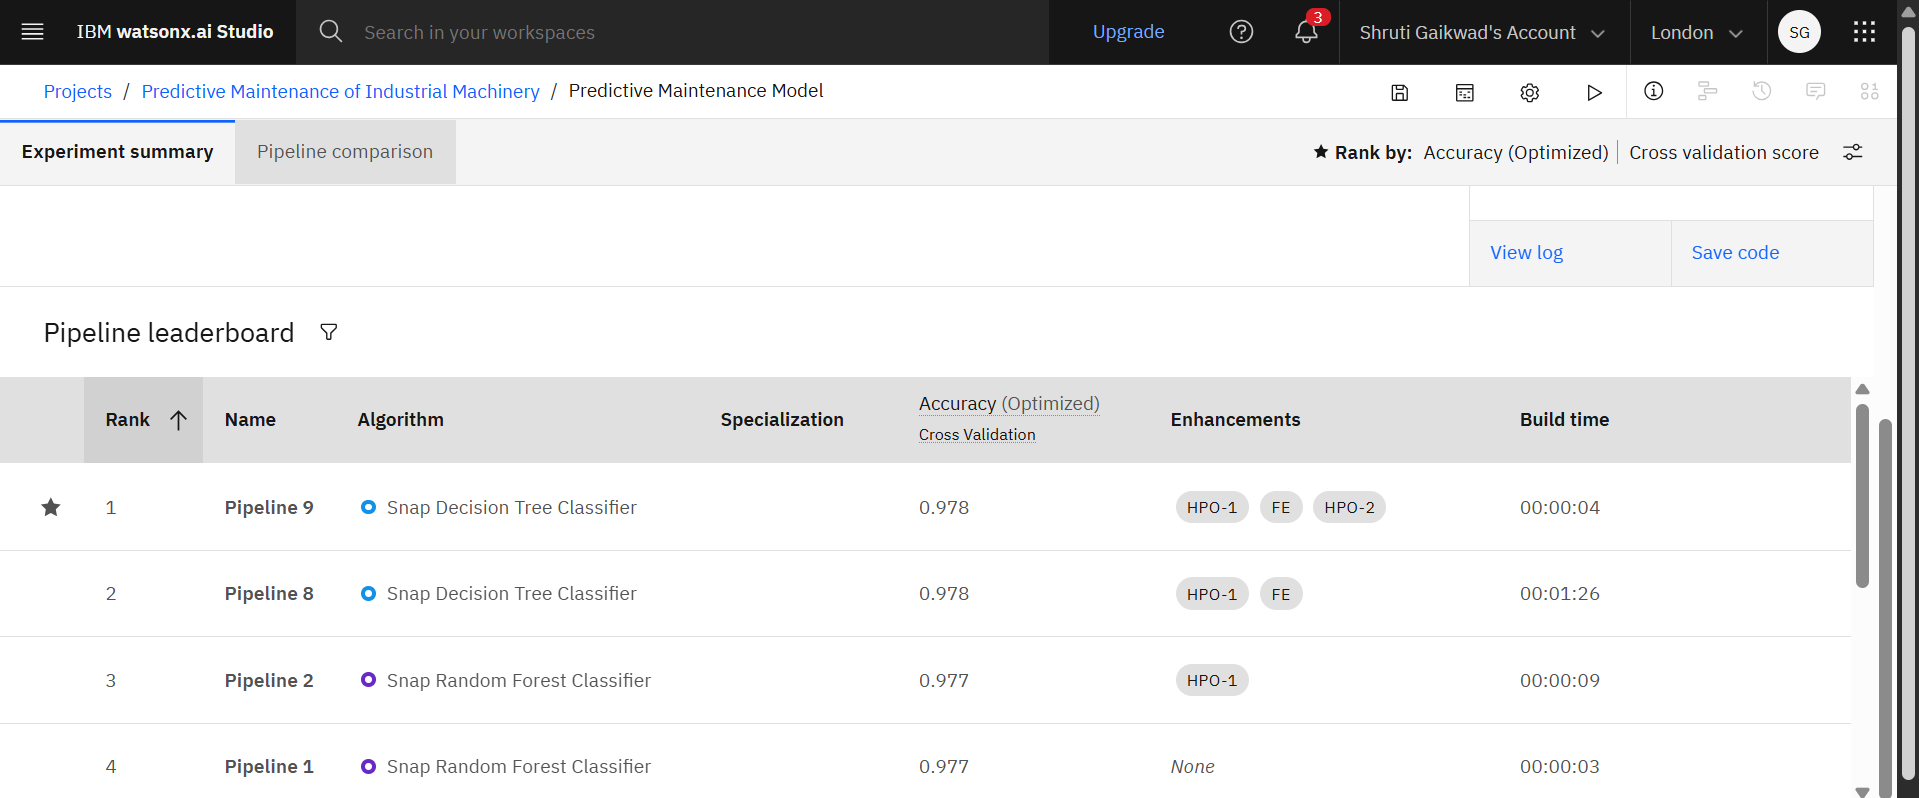 IBM watsonx.ai Studio
Search in your workspaces
Upgrade
3
Shruti Gaikwad's Account
London
SG
Projects / Predictive Maintenance of Industrial Machinery / Predictive Maintenance Model
Experiment summary
Pipeline comparison
Rank by: Accuracy (Optimized) | Cross validation score
View log
Save code
Pipeline leaderboard
Rank Name Algorithm Specialization Accuracy (Optimized) Cross Validation Enhancements Build time
1 Pipeline 9 Snap Decision Tree Classifier 0.978 HPO-1 FE HPO-2 00:00:04
2 Pipeline 8 Snap Decision Tree Classifier 0.978 HPO-1 FE 00:01:26
3 Pipeline 2 Snap Random Forest Classifier 0.977 HPO-1 00:00:09
4 Pipeline 1 Snap Random Forest Classifier 0.977 None 00:00:03